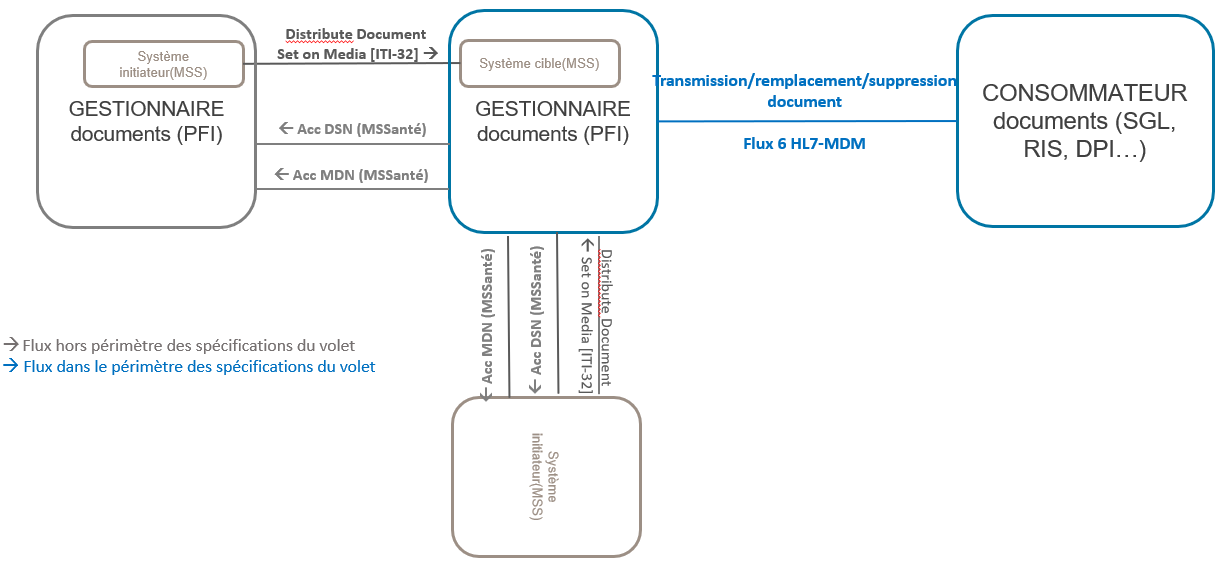 Système
initiateur(MSS)
GESTIONNAIRE
documents (PFI)
Distribute Document
Set on Media [ITI-32] →
← Acc DSN (MSSanté)
← Acc MDN (MSSanté)
Système cible(MSS)
GESTIONNAIRE
documents (PFI)
Transmission/remplacement/suppression
document
Flux 6 HL7-MDM
CONSOMMATEUR
documents (SGL,
RIS, DPI…)
← Acc MDN (MSSanté)
← Acc DSN (MSSanté)
Distribute Document
← Set on Media [ITI-32]
→ Flux hors périmètre des spécifications du volet
→ Flux dans le périmètre des spécifications du volet
Système
initiateur(MSS)